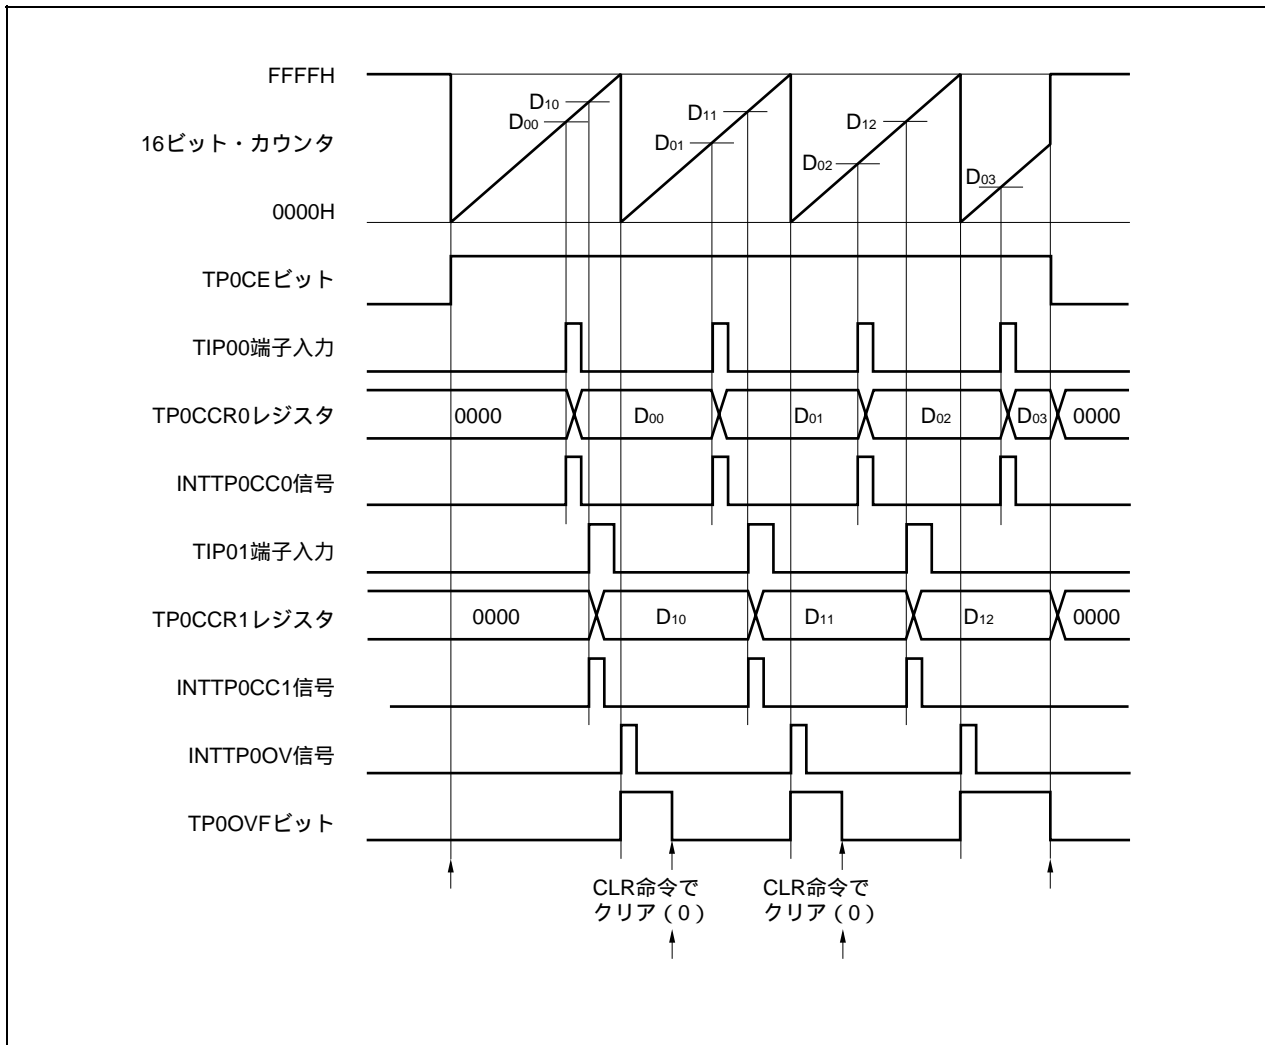 FFFFH
D10
D00
D11
D01
D12
D02
D03
16ビット・カウンタ
0000H
TP0CEビット
TIP00端子入力
TP0CCR0レジスタ
0000 D00 D01 D02 D03 0000
INTTP0CC0信号
TIP01端子入力
TP0CCR1レジスタ
0000 D10 D11 D12 0000
INTTP0CC1信号
INTTP0OV信号
TP0OVFビット
CLR命令で
クリア(0)
CLR命令で
クリア(0)